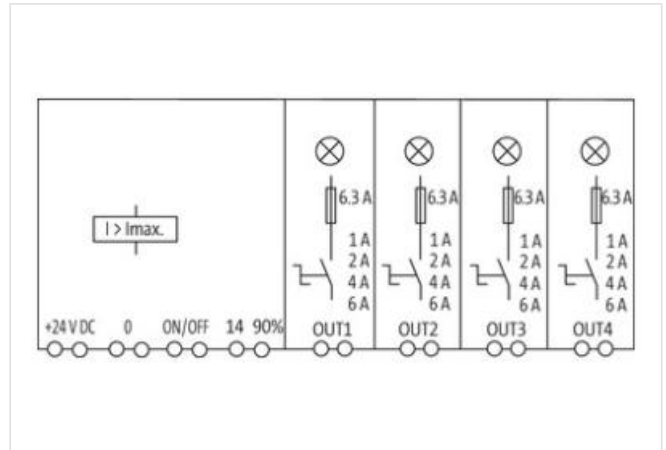 I > Imax.
+24 V DC 0 ON/OFF 14 90%
6.3 A
1 A
2 A
4 A
6 A
OUT1
6.3 A
1 A
2 A
4 A
6 A
OUT2
6.3 A
1 A
2 A
4 A
6 A
OUT3
6.3 A
1 A
2 A
4 A
6 A
OUT4